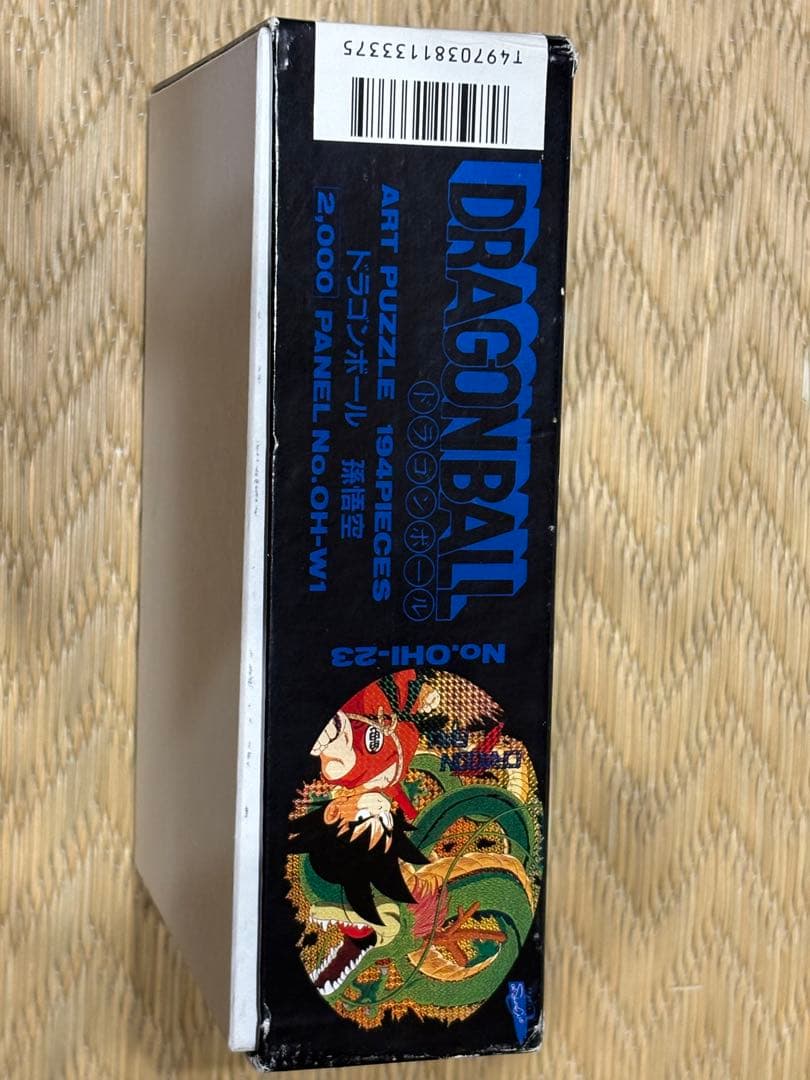 T4970381133375
DRAGONBALL
ドラゴンボール
ART PUZZLE 194PIECES
ドラゴンボール 孫悟空
2,000 PANEL No.OH-W1
No.OHI-23
DRAGON